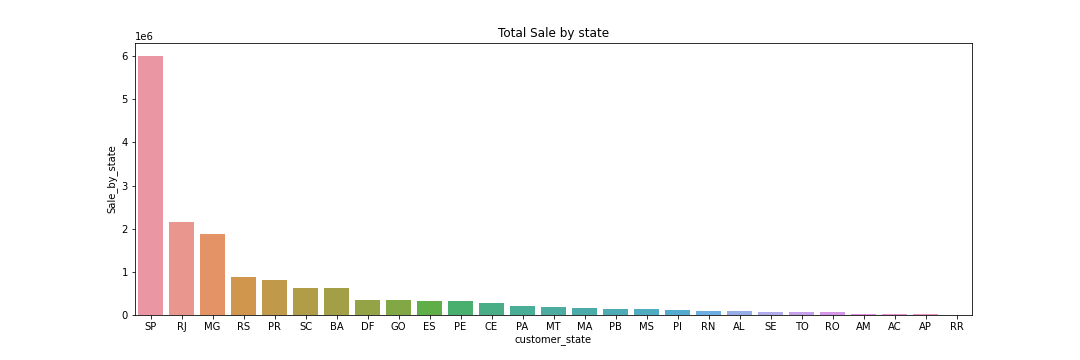 Total Sale by state
1e6
6
5
4
3
2
1
0
Sale_by_state
SP RJ MG RS PR SC BA DF GO ES PE CE PA MT MA PB MS PI RN AL SE TO RO AM AC AP RR
customer_state